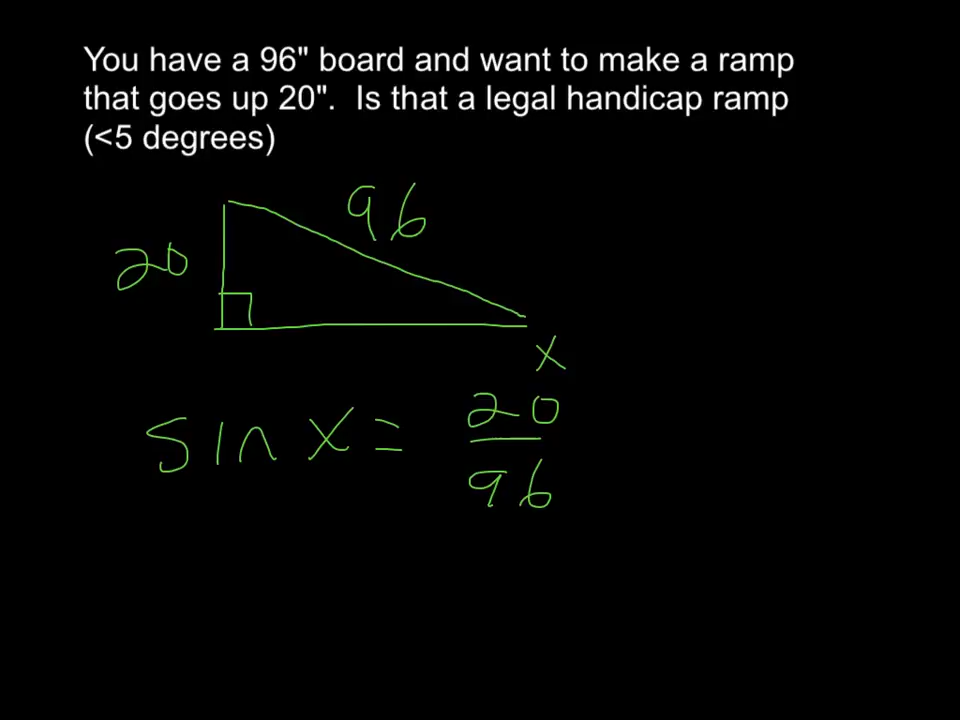 You have a 96" board and want to make a ramp
that goes up 20". Is that a legal handicap ramp
(<5 degrees)
96
20
x
sin x = 20/96